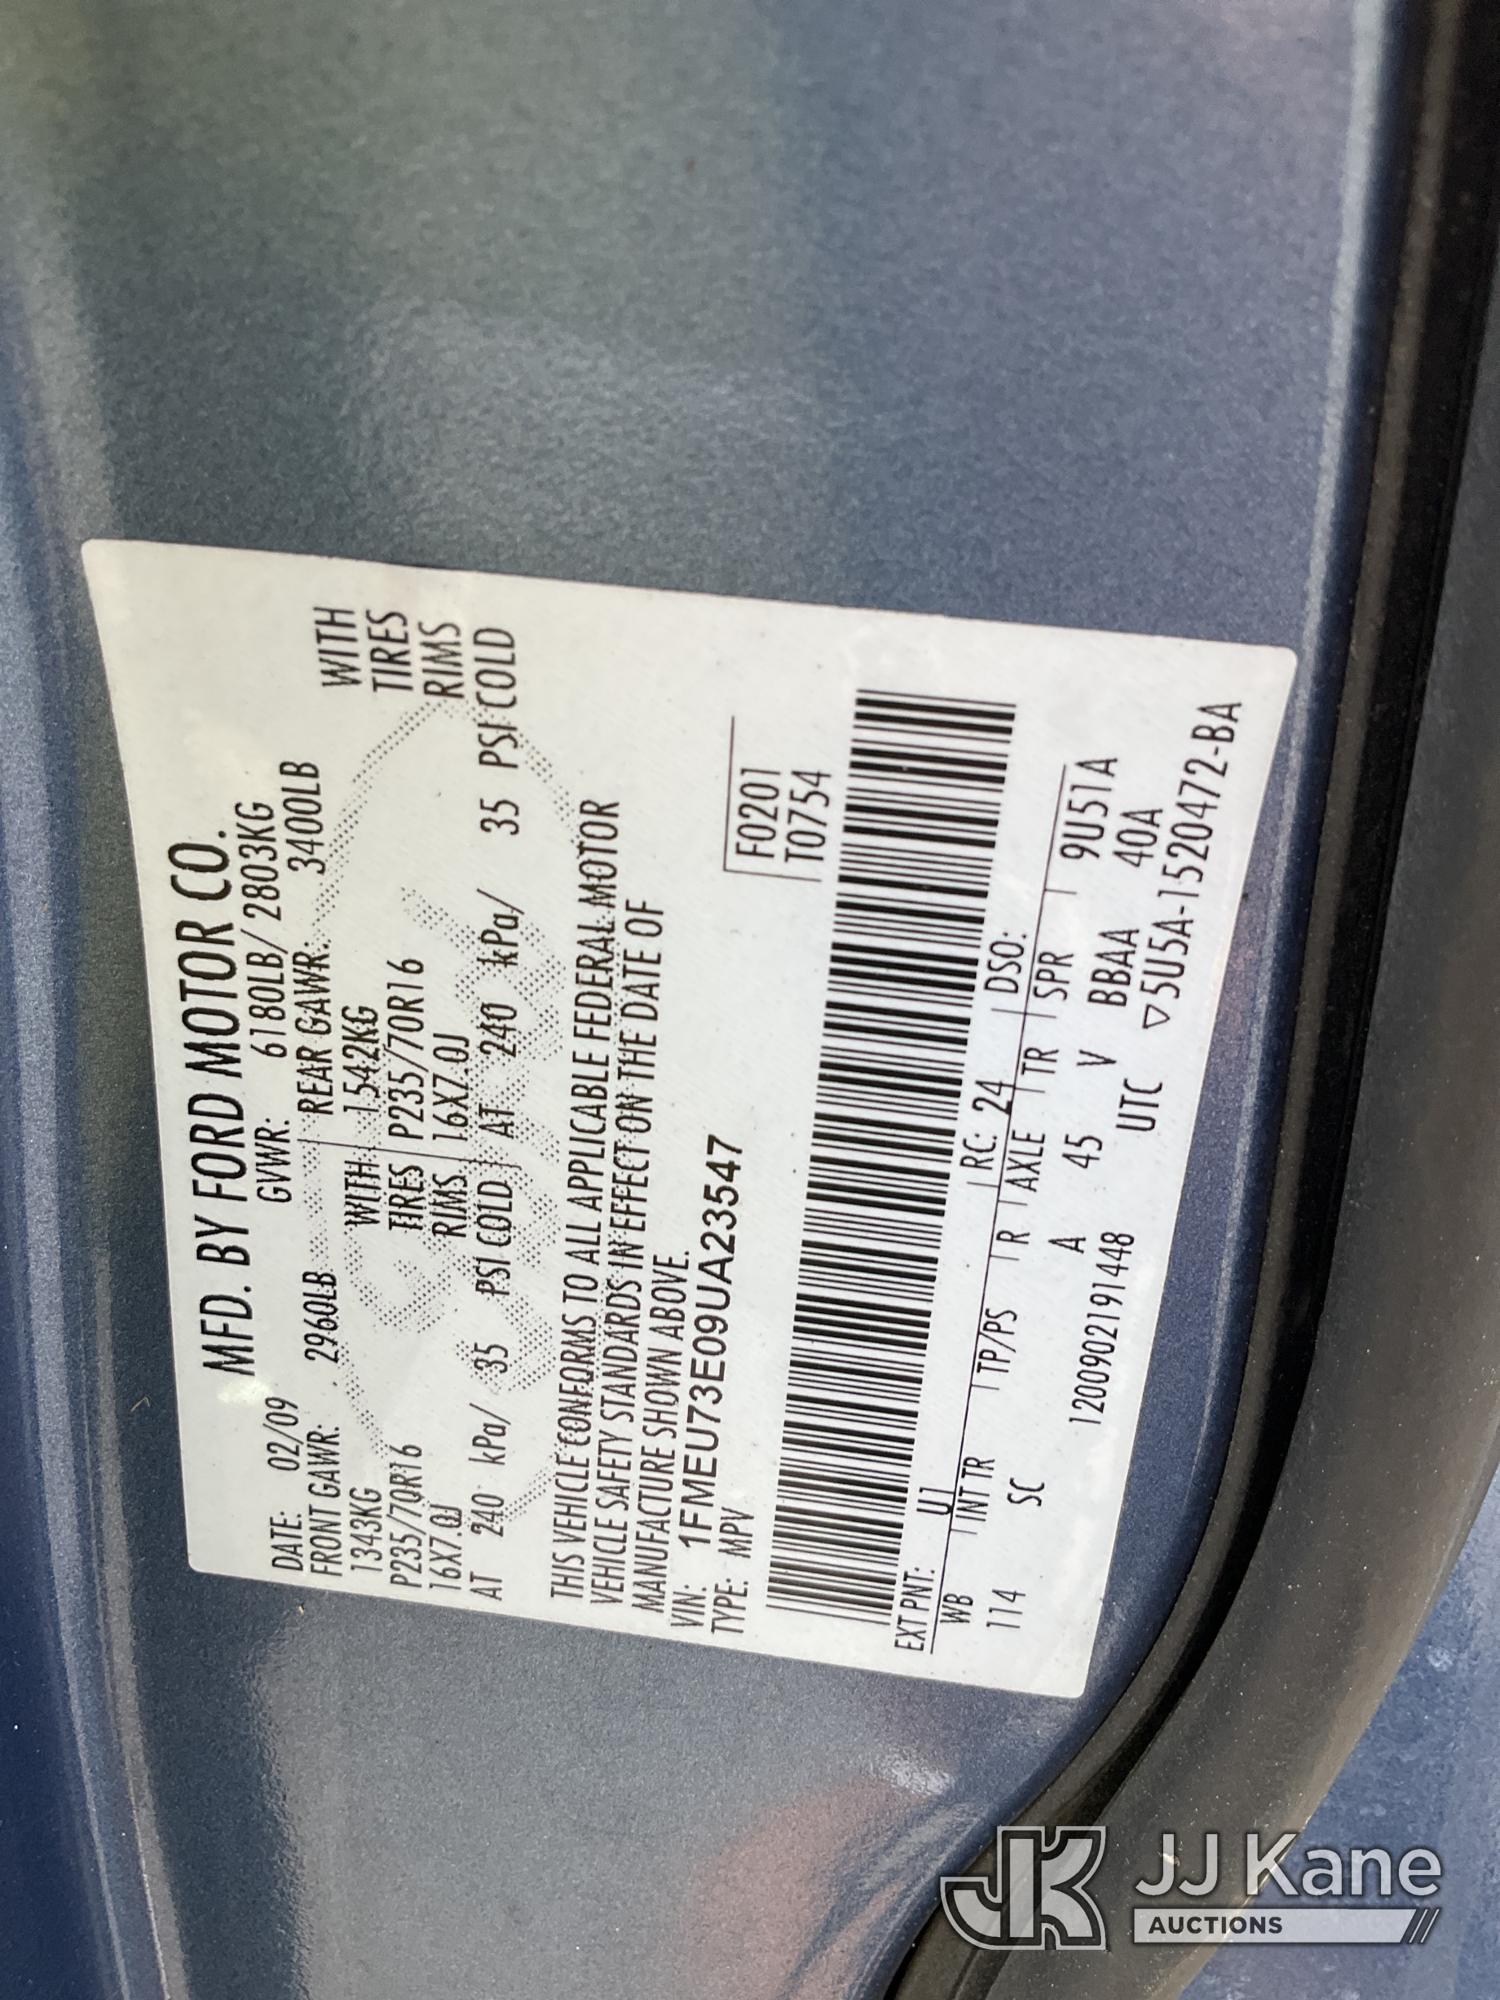 MFD. BY FORD MOTOR CO.
DATE: 02/09 GVWR: 6180LB/ 2803KG
FRONT GAWR: 2960LB REAR GAWR: 3400LB
1343KG WITH 1542KG WITH
P235/70R16 TIRES P235/70R16 TIRES
16X7.0J RIMS 16X7.0J RIMS
AT 240 kPa/ 35 PSI COLD AT 240 kPa/ 35 PSI COLD
THIS VEHICLE CONFORMS TO ALL APPLICABLE FEDERAL MOTOR
VEHICLE SAFETY STANDARDS IN EFFECT ON THE DATE OF
MANUFACTURE SHOWN ABOVE.
VIN: 1FMEU73E09UA23547
TYPE: MPV
F0201
T0754
EXT PNT: U1 RC: 24 DSO:
WB INT TR TP/PS R AXLE TR SPR 9U51A
114 SC A 45 V BBAA 40A
1200902191448 UTC ▽5U5A-1520472-BA
JK JJ Kane
AUCTIONS